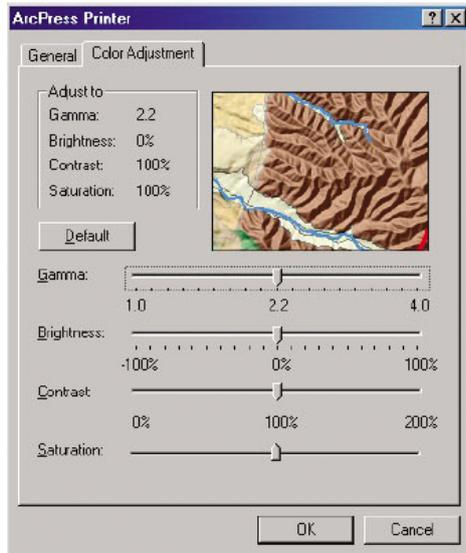 ArcPress Printer
General
Color Adjustment
Adjust to
Gamma: 2.2
Brightness: 0%
Contrast: 100%
Saturation: 100%
Default
Gamma:
1.0 2.2 4.0
Brightness:
-100% 0% 100%
Contrast
0% 100% 200%
Saturation:
OK Cancel